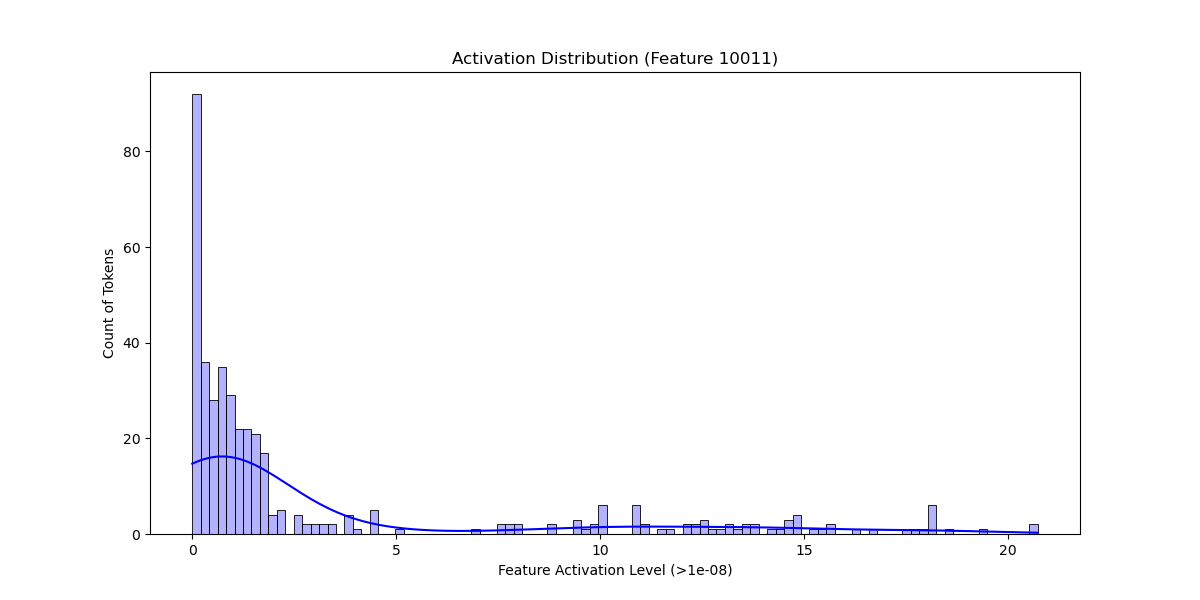 Activation Distribution (Feature 10011)
Count of Tokens
80
60
40
20
0
0 5 10 15 20
Feature Activation Level (>1e-08)